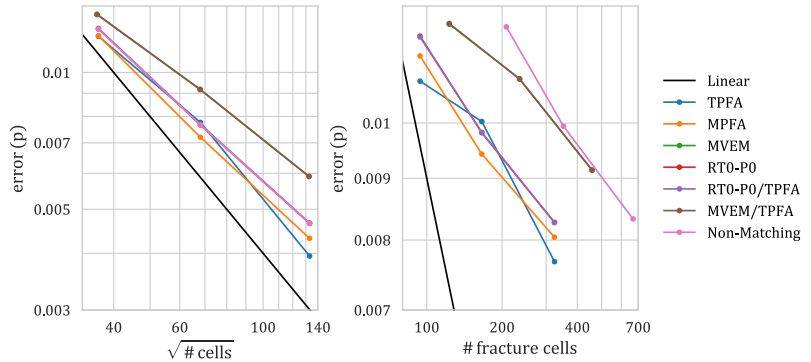 error (p)
0.01
0.007
0.005
0.003
40
60
100
140
√# cells
error (p)
0.01
0.009
0.008
0.007
100
200
400
700
# fracture cells
Linear
TPFA
MPFA
MVEM
RT0-P0
RT0-P0/TPFA
MVEM/TPFA
Non-Matching